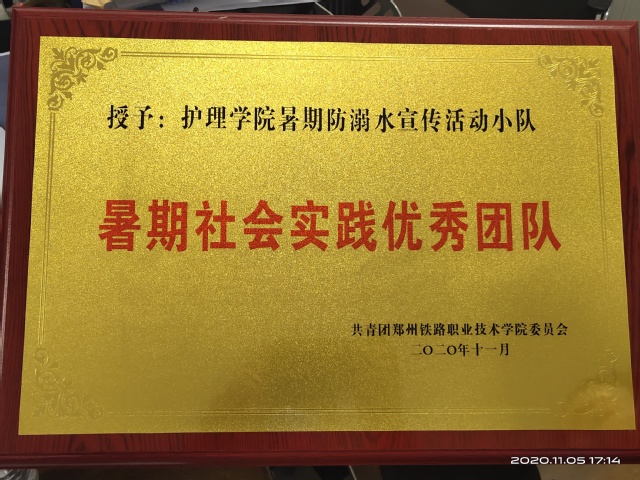 授予：护理学院暑期防溺水宣传活动小队
暑期社会实践优秀团队
共青团郑州铁路职业技术学院委员会
二〇二〇年十一月
2020.11.05 17:14